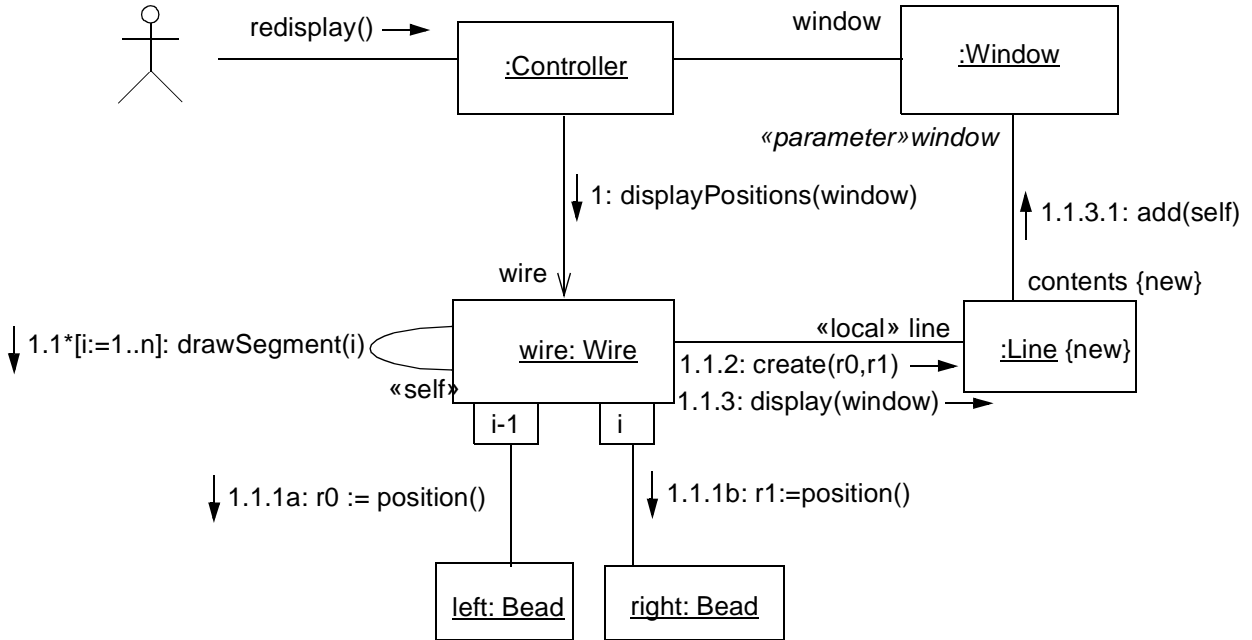 redisplay()
window
:Controller
:Window
«parameter»window
1: displayPositions(window)
1.1.3.1: add(self)
wire
contents {new}
1.1*[i:=1..n]: drawSegment(i)
wire: Wire
«local» line
:Line {new}
1.1.2: create(r0,r1)
«self»
1.1.3: display(window)
i-1
i
1.1.1a: r0 := position()
1.1.1b: r1:=position()
left: Bead
right: Bead